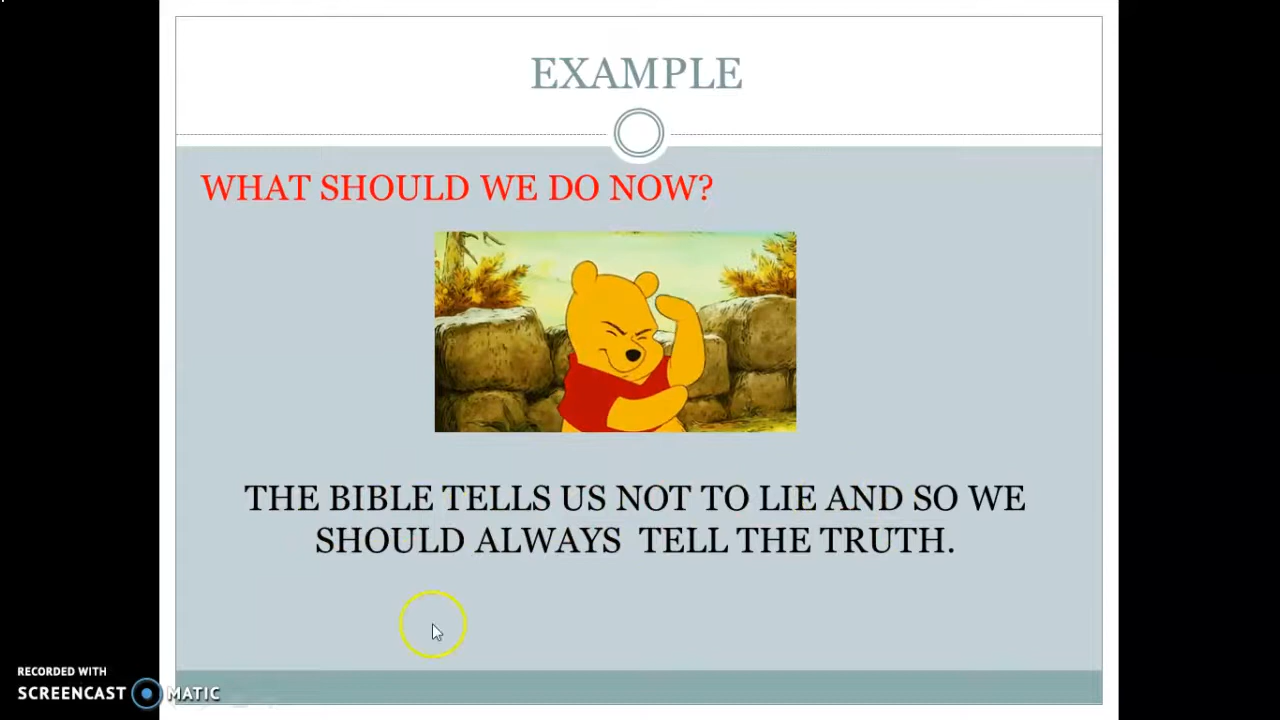 EXAMPLE
WHAT SHOULD WE DO NOW?
THE BIBLE TELLS US NOT TO LIE AND SO WE
SHOULD ALWAYS  TELL THE TRUTH.
RECORDED WITH
SCREENCAST MATIC